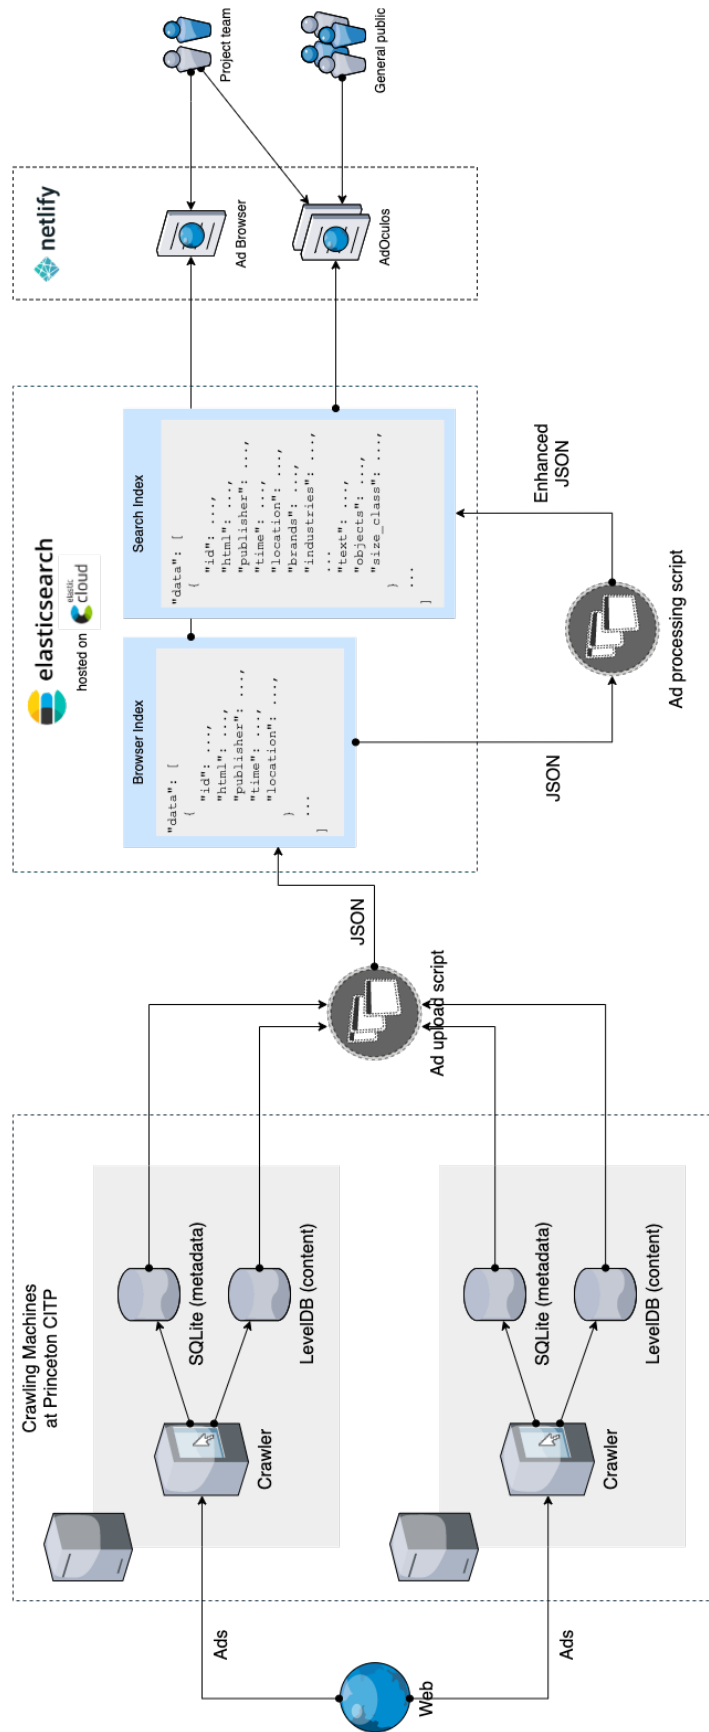 Web
Ads
Ads
Crawling Machines
at Princeton CITP
Crawler
SQLite (metadata)
LevelDB (content)
Crawler
SQLite (metadata)
LevelDB (content)
Ad upload script
JSON
elasticsearch
hosted on
elastic
cloud
Browser Index
"data": [
{
"id": ...,
"html": ...,
"publisher": ...,
"time": ...,
"location": ...,
}
...
]
Search Index
"data": [
{
"id": ...,
"html": ...,
"publisher": ...,
"time": ...,
"location": ...,
"brands": ...,
"industries": ...,
...
"text": ...,
"objects": ...,
"size_class": ...,
}
...
]
JSON
Ad processing script
Enhanced
JSON
netlify
Ad Browser
AdOculos
Project team
General public